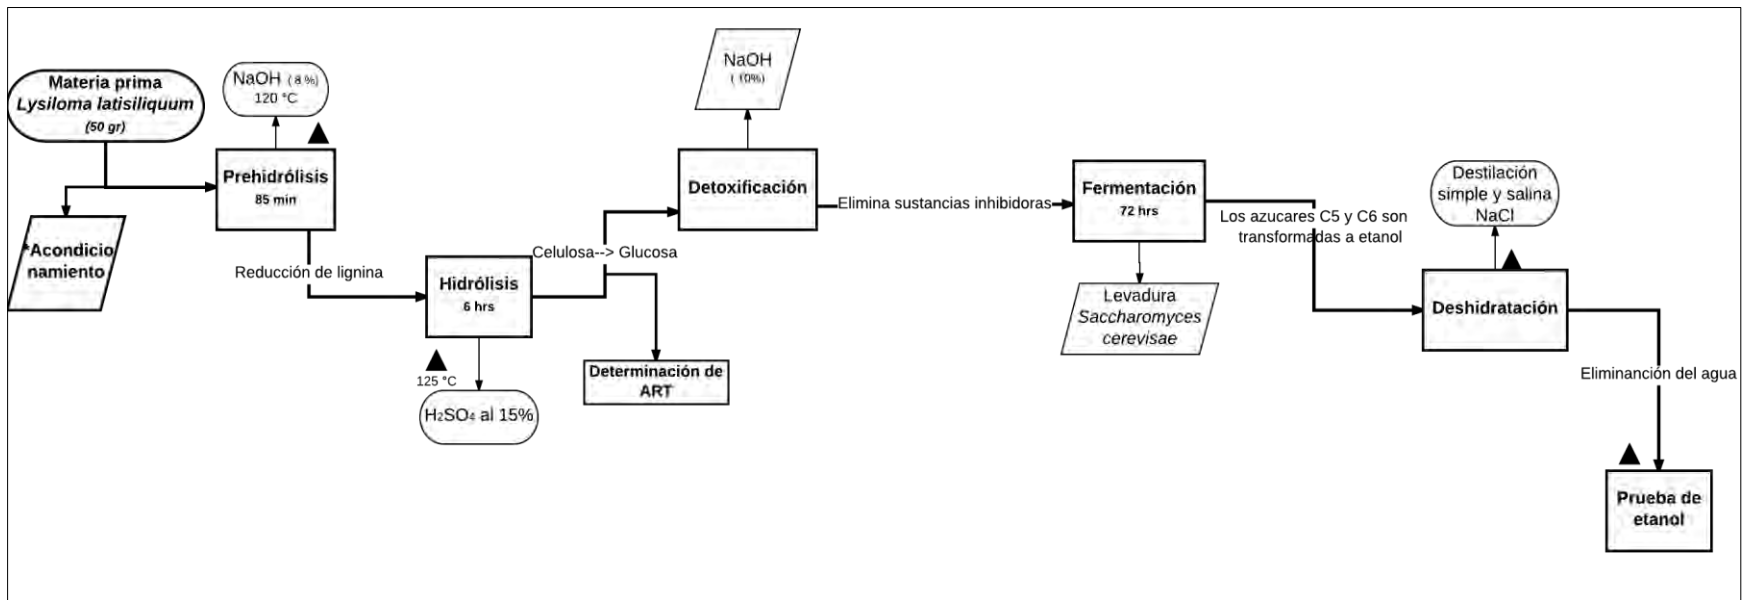 Materia prima
Lysiloma latisiliquum
(50 gr)
*Acondicio
namiento
NaOH ( 8 %)
120 °C
Prehidrólisis
85 min
Reducción de lignina
Hidrólisis
6 hrs
125 °C
H₂SO₄ al 15%
Celulosa--> Glucosa
Determinación de
ART
NaOH
( 10%)
Detoxificación
Elimina sustancias inhibidoras
Fermentación
72 hrs
Levadura
Saccharomyces
cerevisae
Los azucares C5 y C6 son
transformadas a etanol
Destilación
simple y salina
NaCl
Deshidratación
Eliminanción del agua
Prueba de
etanol